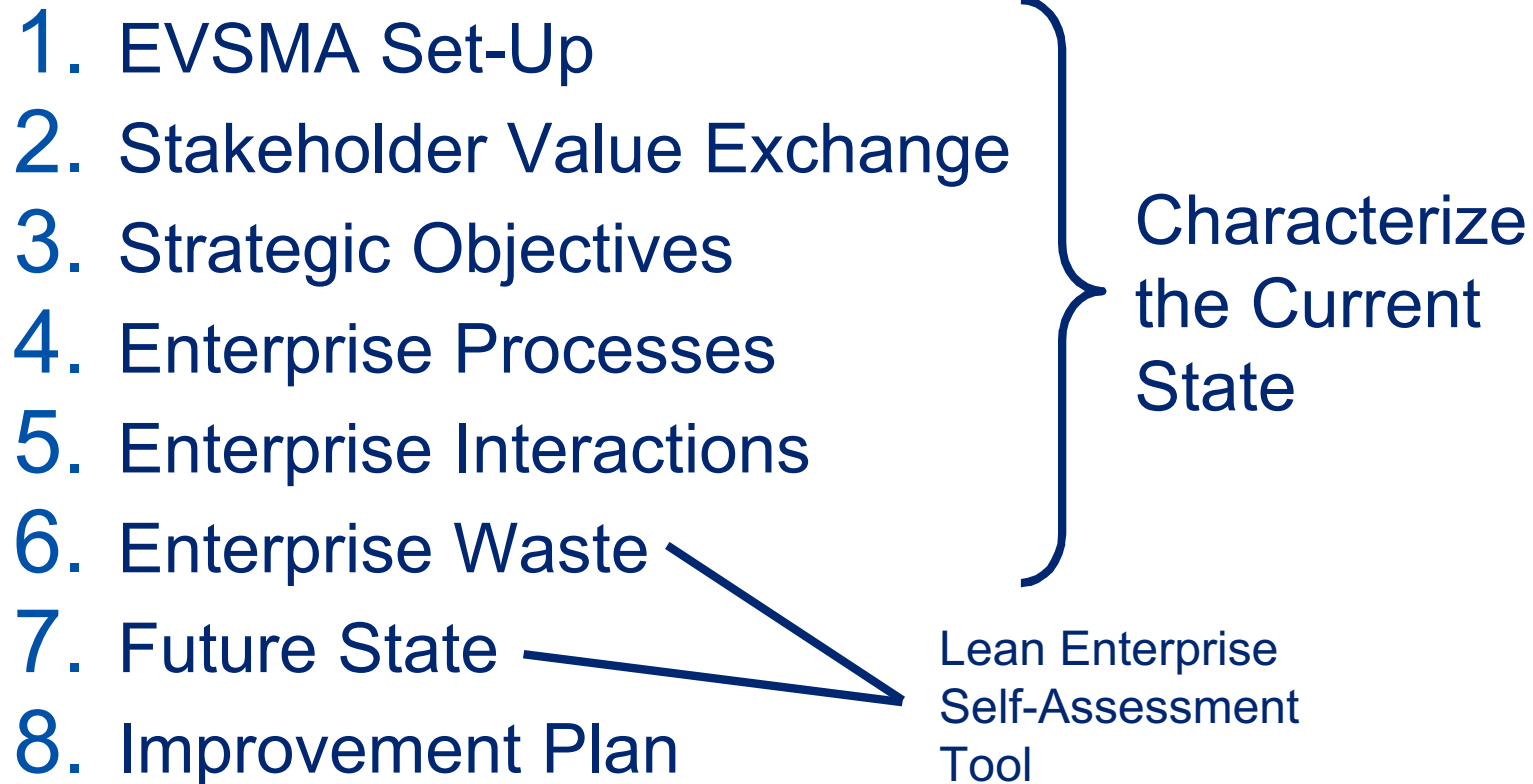 1. EVSMA Set-Up
2. Stakeholder Value Exchange
3. Strategic Objectives
4. Enterprise Processes
5. Enterprise Interactions
6. Enterprise Waste
7. Future State
8. Improvement Plan
Characterize
the Current
State
Lean Enterprise
Self-Assessment
Tool